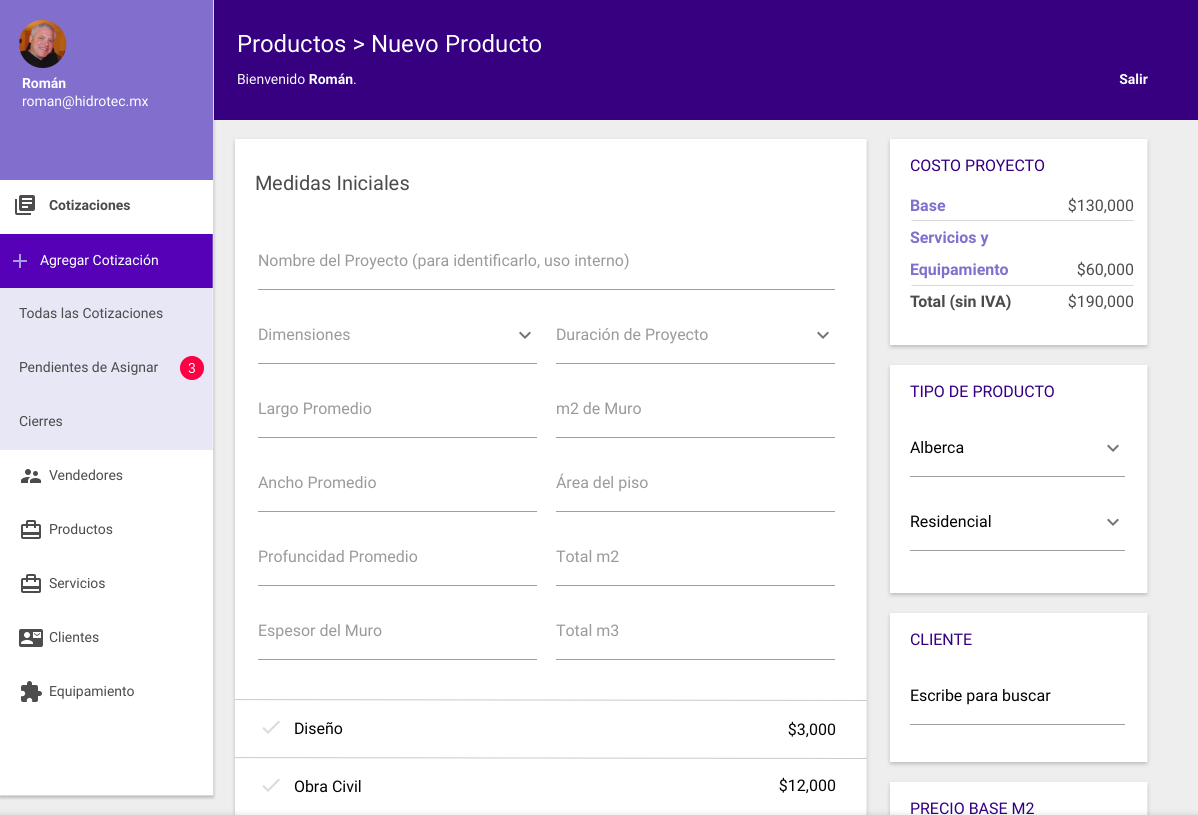 Román
roman@hidrotec.mx
Cotizaciones
Agregar Cotización
Todas las Cotizaciones
Pendientes de Asignar 3
Cierres
Vendedores
Productos
Servicios
Clientes
Equipamiento
Productos > Nuevo Producto
Bienvenido Román.
Salir
Medidas Iniciales
Nombre del Proyecto (para identificarlo, uso interno)
Dimensiones Duración de Proyecto
Largo Promedio m2 de Muro
Ancho Promedio Área del piso
Profuncidad Promedio Total m2
Espesor del Muro Total m3
Diseño $3,000
Obra Civil $12,000
COSTO PROYECTO
Base $130,000
Servicios y
Equipamiento $60,000
Total (sin IVA) $190,000
TIPO DE PRODUCTO
Alberca
Residencial
CLIENTE
Escribe para buscar
PRECIO BASE M2